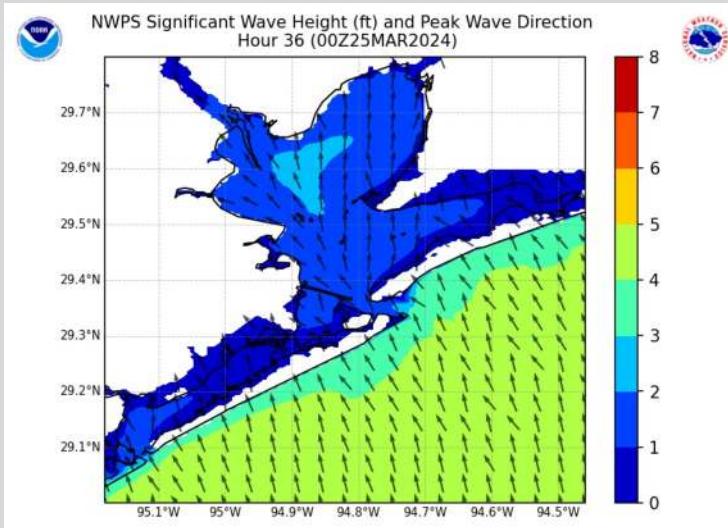 NWPS Significant Wave Height (ft) and Peak Wave Direction
Hour 36 (00Z25MAR2024)
NOAA
8
7
6
5
4
3
2
1
0
29.7°N
29.6°N
29.5°N
29.4°N
29.3°N
29.2°N
29.1°N
95.1°W 95°W 94.9°W 94.8°W 94.7°W 94.6°W 94.5°W